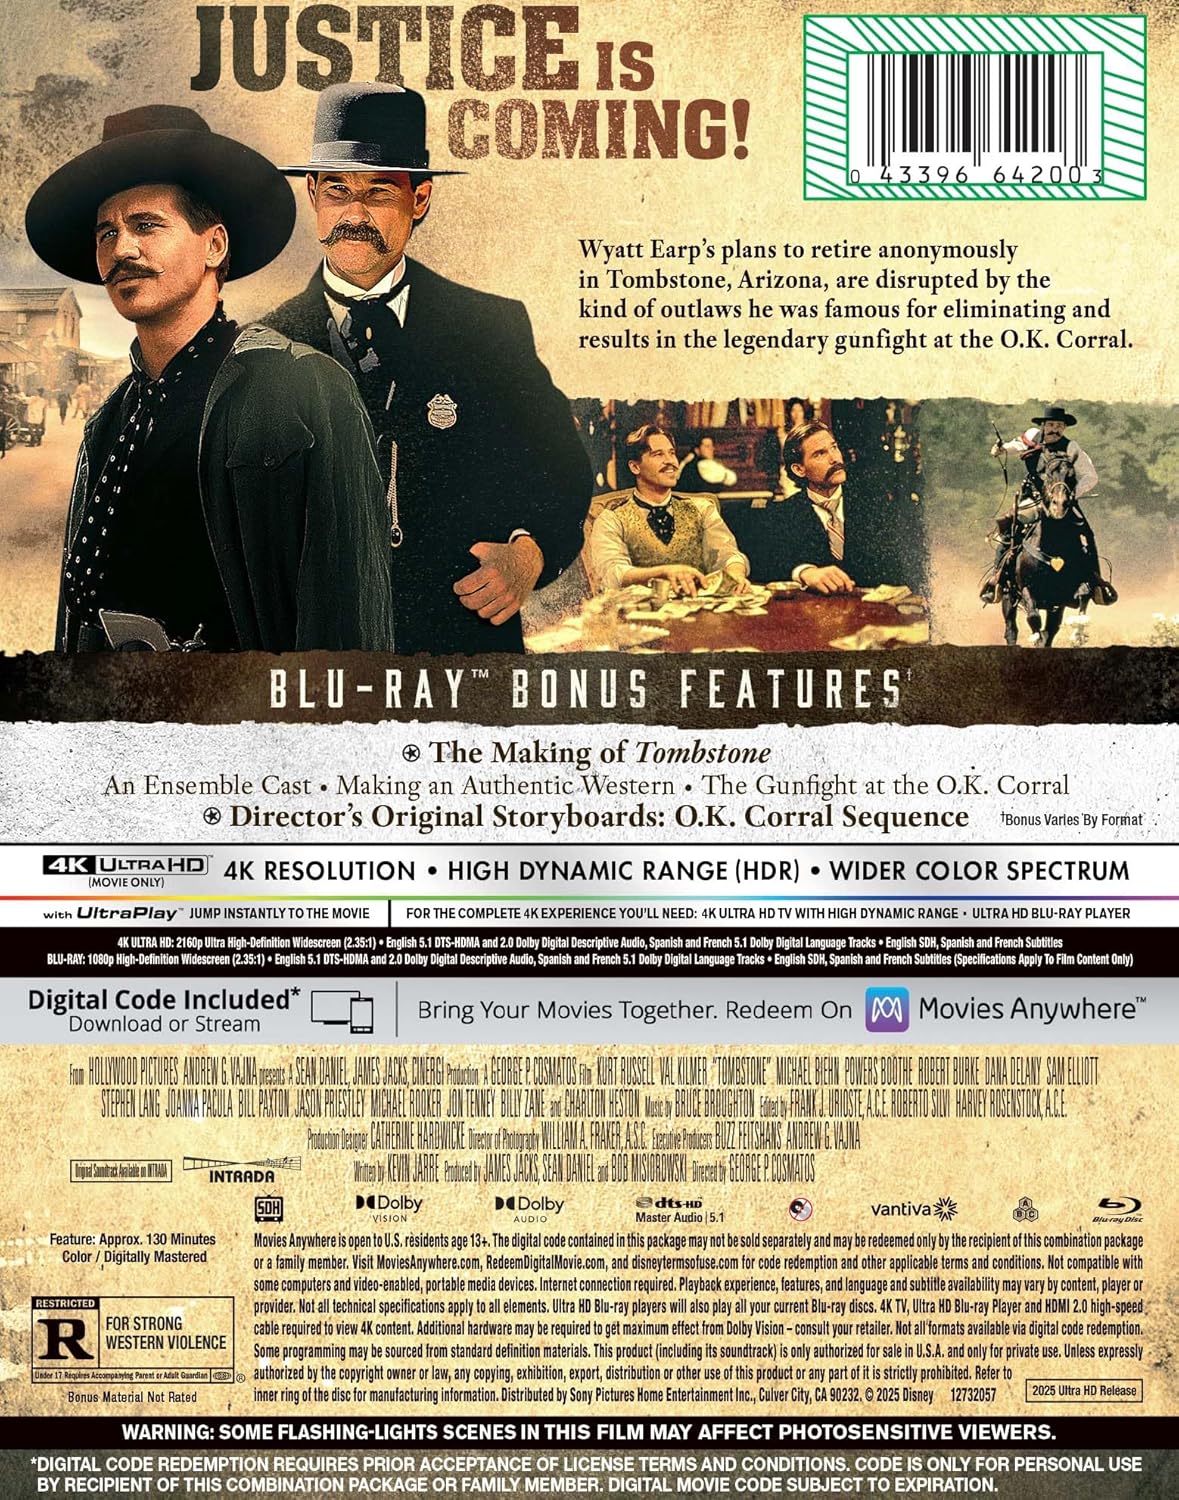 JUSTICE IS
COMING!
0 43396 64200 3
Wyatt Earp's plans to retire anonymously
in Tombstone, Arizona, are disrupted by the
kind of outlaws he was famous for eliminating and
results in the legendary gunfight at the O.K. Corral.
BLU-RAY™ BONUS FEATURES†
The Making of Tombstone
An Ensemble Cast • Making an Authentic Western • The Gunfight at the O.K. Corral
Director's Original Storyboards: O.K. Corral Sequence
†Bonus Varies By Format
4K ULTRA HD™
(MOVIE ONLY)
4K RESOLUTION • HIGH DYNAMIC RANGE (HDR) • WIDER COLOR SPECTRUM
with UltraPlay™ JUMP INSTANTLY TO THE MOVIE
FOR THE COMPLETE 4K EXPERIENCE YOU'LL NEED: 4K ULTRA HD TV WITH HIGH DYNAMIC RANGE • ULTRA HD BLU-RAY PLAYER
4K ULTRA HD: 2160p Ultra High-Definition Widescreen (2.35:1) • English 5.1 DTS-HDMA and 2.0 Dolby Digital Descriptive Audio, Spanish and French 5.1 Dolby Digital Language Tracks • English SDH, Spanish and French Subtitles
BLU-RAY: 1080p High-Definition Widescreen (2.35:1) • English 5.1 DTS-HDMA and 2.0 Dolby Digital Descriptive Audio, Spanish and French 5.1 Dolby Digital Language Tracks • English SDH, Spanish and French Subtitles (Specifications Apply To Film Content Only)
Digital Code Included*
Download or Stream
Bring Your Movies Together. Redeem On
Movies Anywhere™
From HOLLYWOOD PICTURES ANDREW G. VAJNA presents A SEAN DANIEL, JAMES JACKS, CINERGI Production A GEORGE P. COSMATOS Film KURT RUSSELL VAL KILMER "TOMBSTONE" MICHAEL BIEHN POWERS BOOTHE ROBERT BURKE DANA DELANY SAM ELLIOTT
STEPHEN LANG JOANNA PACULA BILL PAXTON JASON PRIESTLEY MICHAEL ROOKER JON TENNEY BILLY ZANE and CHARLTON HESTON Music by BRUCE BROUGHTON Edited by FRANK J. URIOSTE, A.C.E. ROBERTO SILVI HARVEY ROSENSTOCK, A.C.E.
Production Designer CATHERINE HARDWICKE Director of Photography WILLIAM A. FRAKER, A.S.C. Executive Producers BUZZ FEITSHANS ANDREW G. VAJNA
Written by KEVIN JARRE Produced by JAMES JACKS, SEAN DANIEL and BOB MISIOROWSKI Directed by GEORGE P. COSMATOS
Original Soundtrack Available on INTRADA
INTRADA
SDH
Dolby
VISION
Dolby
AUDIO
dts-HD
Master Audio | 5.1
vantiva
ABC
Blu-ray Disc
Feature: Approx. 130 Minutes
Color / Digitally Mastered
Movies Anywhere is open to U.S. residents age 13+. The digital code contained in this package may not be sold separately and may be redeemed only by the recipient of this combination package
or a family member. Visit MoviesAnywhere.com, RedeemDigitalMovie.com, and disneytermsofuse.com for code redemption and other applicable terms and conditions. Not compatible with
some computers and video-enabled, portable media devices. Internet connection required. Playback experience, features, and language and subtitle availability may vary by content, player or
provider. Not all technical specifications apply to all elements. Ultra HD Blu-ray players will also play all your current Blu-ray discs. 4K TV, Ultra HD Blu-ray Player and HDMI 2.0 high-speed
cable required to view 4K content. Additional hardware may be required to get maximum effect from Dolby Vision – consult your retailer. Not all formats available via digital code redemption.
Some programming may be sourced from standard definition materials. This product (including its soundtrack) is only authorized for sale in U.S.A. and only for private use. Unless expressly
authorized by the copyright owner or law, any copying, exhibition, export, distribution or other use of this product or any part of it is strictly prohibited. Refer to
inner ring of the disc for manufacturing information. Distributed by Sony Pictures Home Entertainment Inc., Culver City, CA 90232. © 2025 Disney 12732057
2025 Ultra HD Release
RESTRICTED
R
FOR STRONG
WESTERN VIOLENCE
Under 17 Requires Accompanying Parent or Adult Guardian
®
Bonus Material Not Rated
WARNING: SOME FLASHING-LIGHTS SCENES IN THIS FILM MAY AFFECT PHOTOSENSITIVE VIEWERS.
*DIGITAL CODE REDEMPTION REQUIRES PRIOR ACCEPTANCE OF LICENSE TERMS AND CONDITIONS. CODE IS ONLY FOR PERSONAL USE
BY RECIPIENT OF THIS COMBINATION PACKAGE OR FAMILY MEMBER. DIGITAL MOVIE CODE SUBJECT TO EXPIRATION.